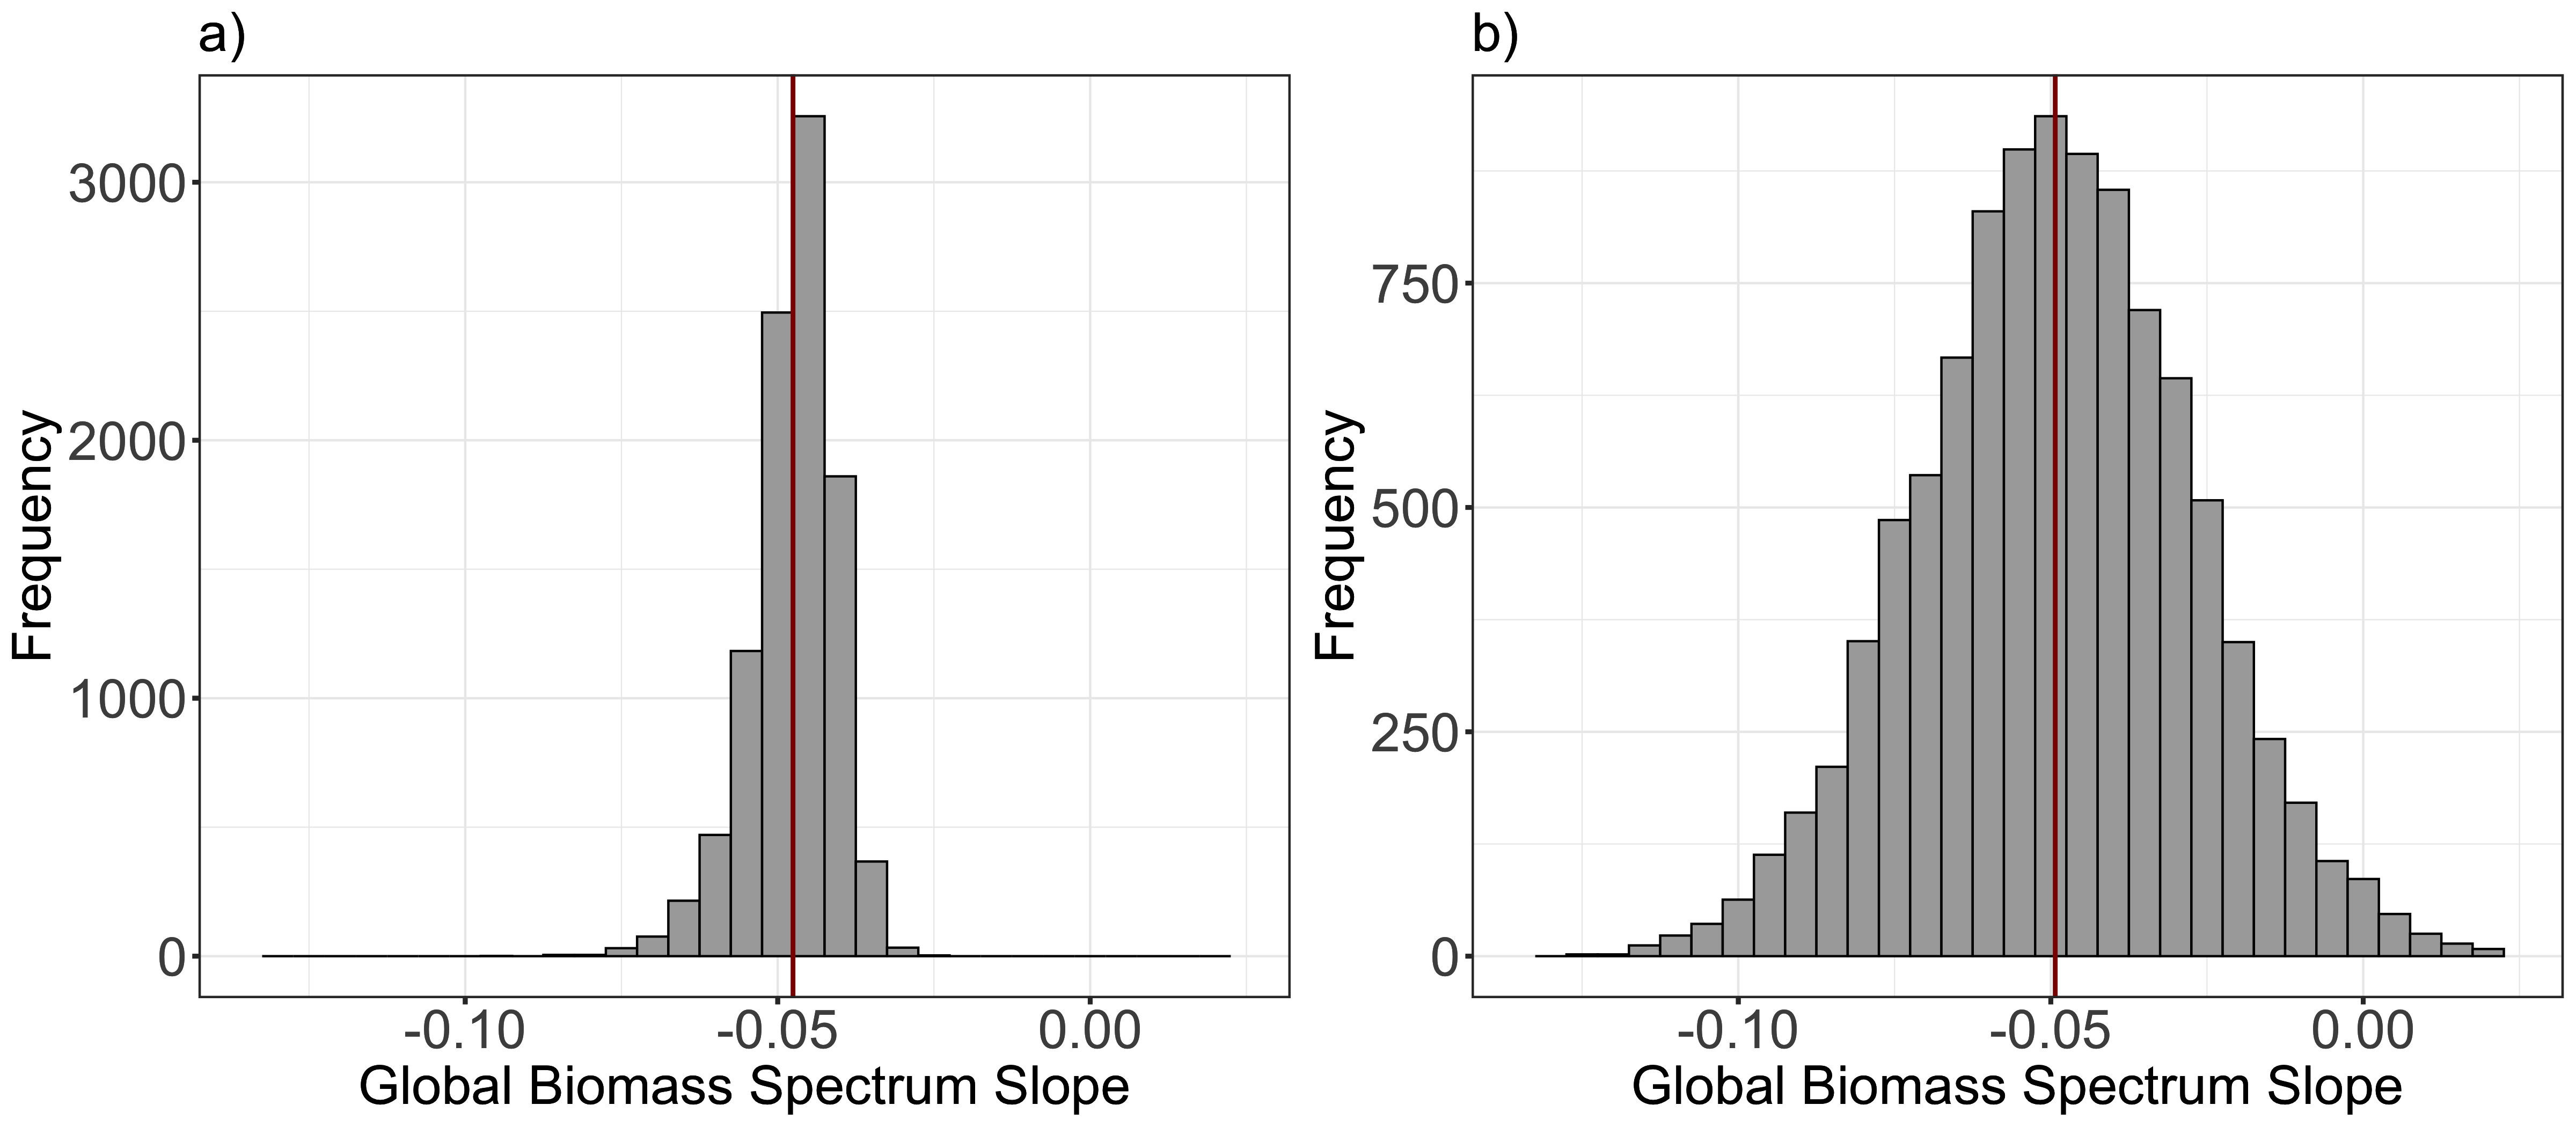 a)
Frequency
3000
2000
1000
0
-0.10 -0.05 0.00
Global Biomass Spectrum Slope
b)
Frequency
750
500
250
0
-0.10 -0.05 0.00
Global Biomass Spectrum Slope